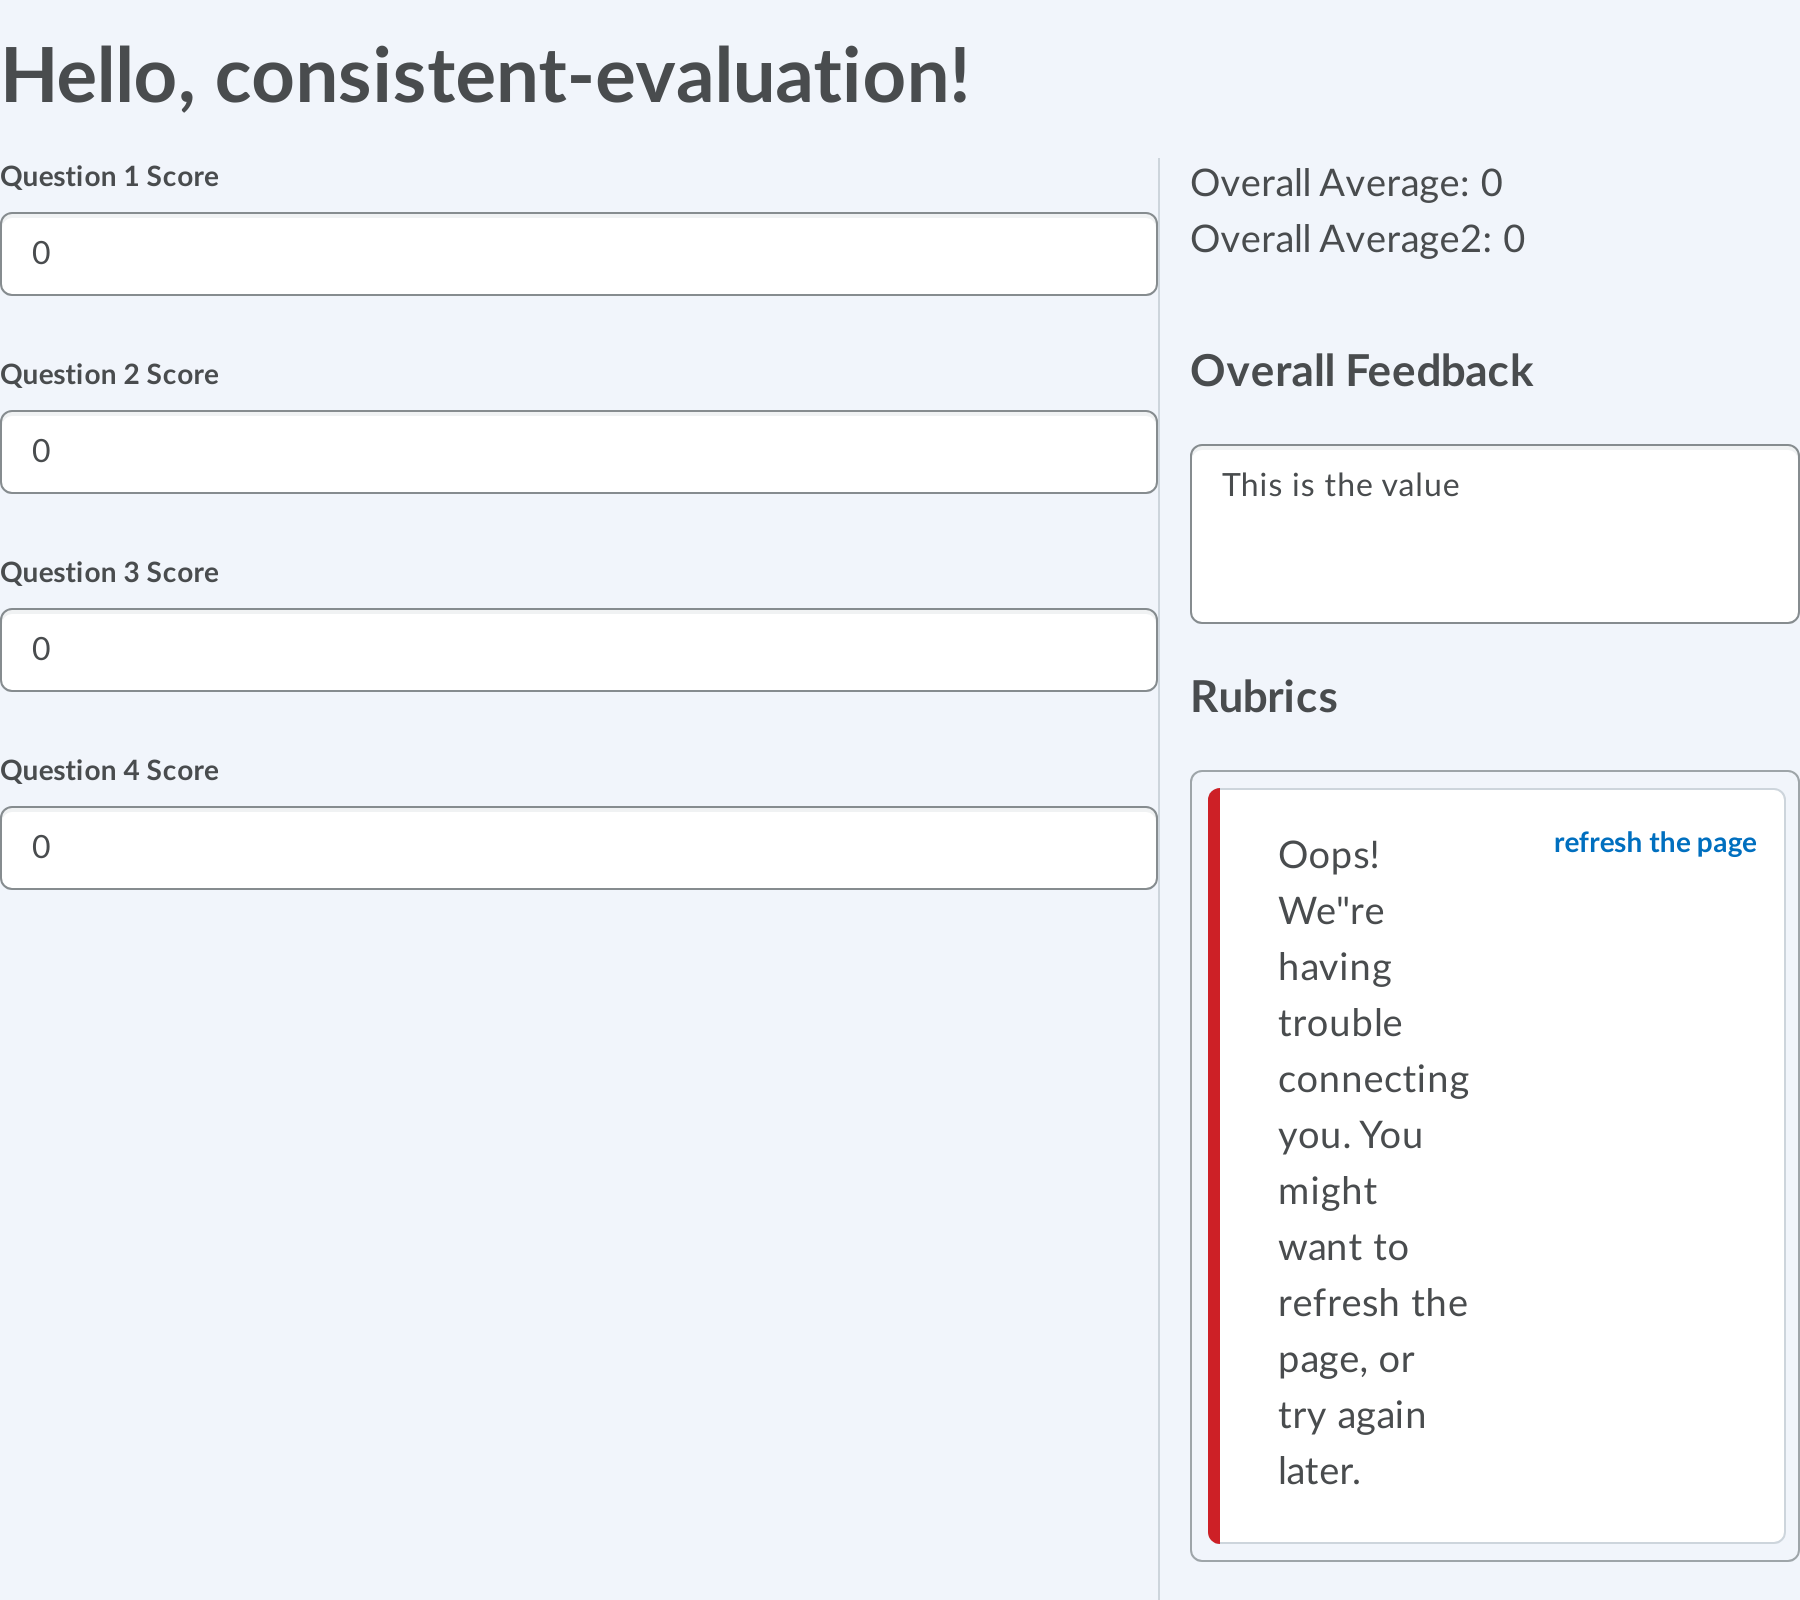 Hello, consistent-evaluation!
Question 1 Score
0
Question 2 Score
0
Question 3 Score
0
Question 4 Score
0
Overall Average: 0
Overall Average2: 0
Overall Feedback
This is the value
Rubrics
Oops!
We"re
having
trouble
connecting
you. You
might
want to
refresh the
page, or
try again
later.
refresh the page